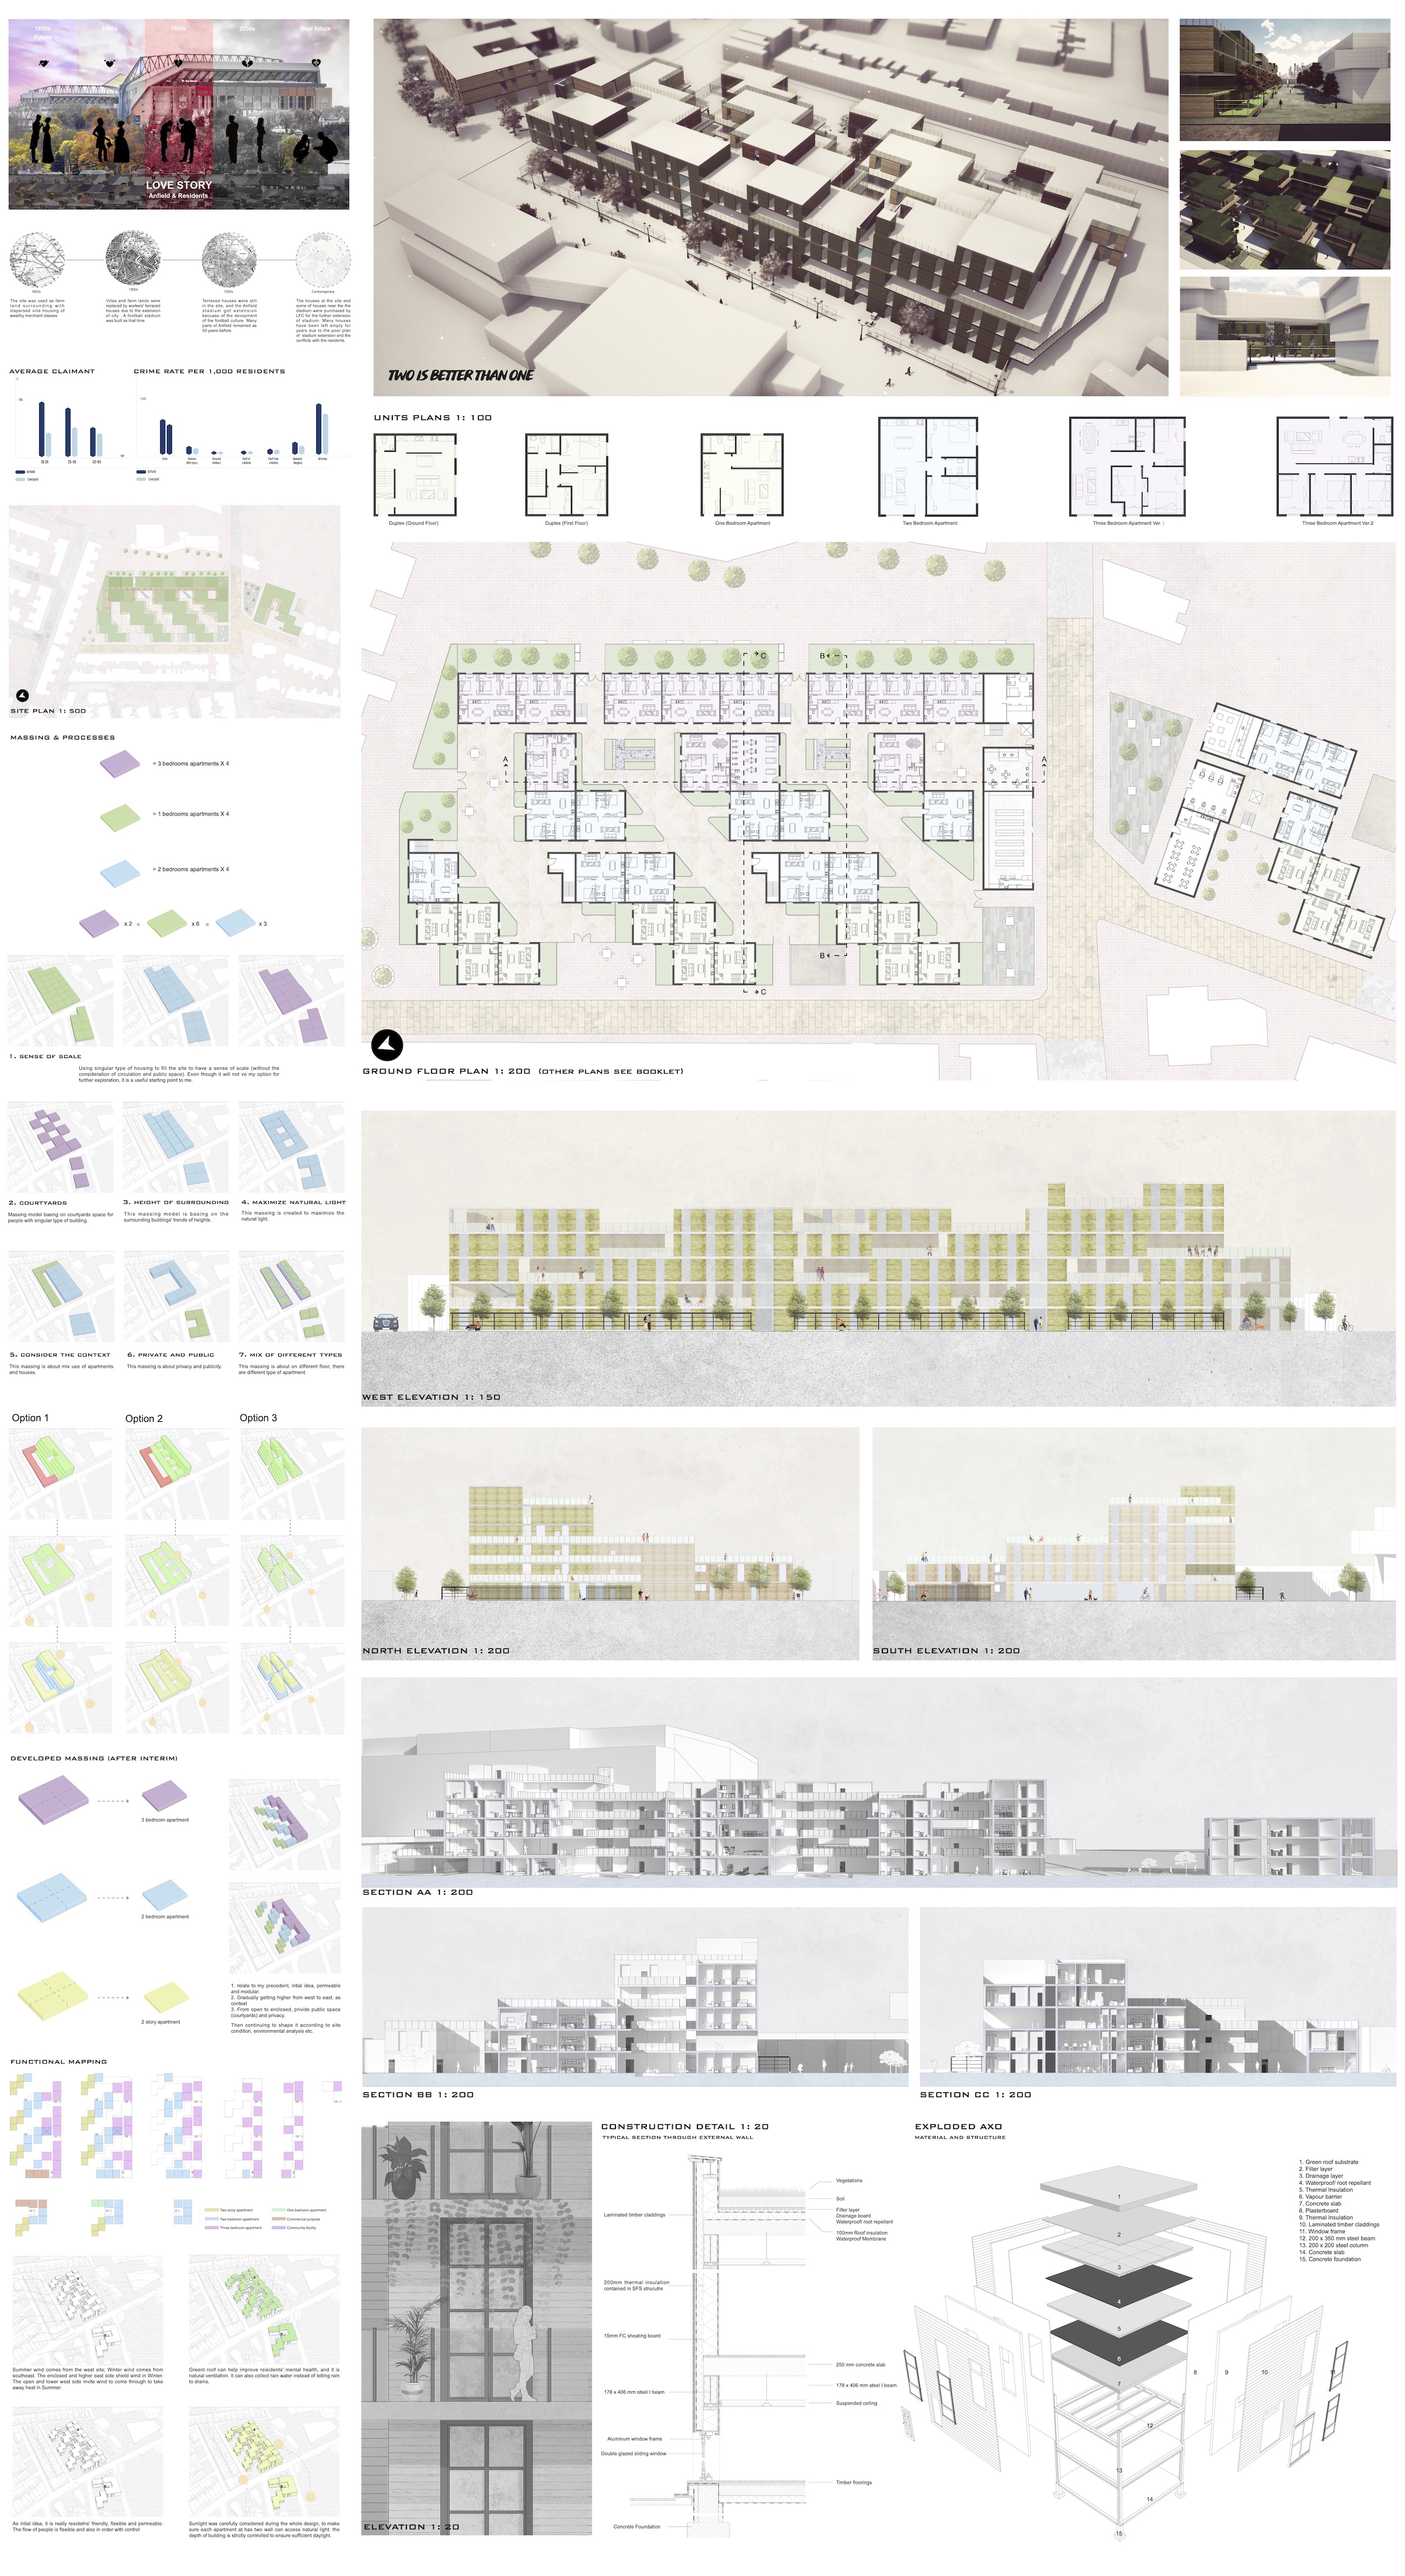 1800s
1900s
1950s
2000s
Near future
Future
LOVE STORY
Anfield & Residents
1800s
1900s
1950s
Contemporary
The site was used as farm
land surrounding with
dispersed villa housing of
wealthy merchant classes
Villas and farm lands were
replaced by workers' terraced
houses due to the extension
of city . A football stadium
was built as that time
Terraced houses were still
in the site, and the Anfield
stadium got extension
because of the development
of the football culture. Many
parts of Anfield remained as
50 years before.
The houses at the site and
some of houses near the the
stadium were purchased by
LFC for the further extension
of stadium. Many houses
have been left empty for
years due to the poor plan
of stadium extension and the
conflicts with the residents.
AVERAGE CLAIMANT
CRIME RATE PER 1,000 RESIDENTS
SITE PLAN 1: 500
MASSING & PROCESSES
= 3 bedrooms apartments X 4
= 1 bedrooms apartments X 4
= 2 bedrooms apartments X 4
x 2 = x 6 = x 3
1. SENSE OF SCALE
Using singular type of housing to fill the site to have a sense of scale (without the
consideration of circulation and public space). Even though it will not ve my option for
further exploration, it is a useful starting point to me.
2. COURTYARDS
Massing model basing on courtyards space for
people with singular type of building.
3. HEIGHT OF SURROUNDING
This massing model is basing on the
surrounding buildings' trends of heights.
4. MAXIMIZE NATURAL LIGHT
This massing is created to maximize the
natural light.
5. CONSIDER THE CONTEXT
This massing is about mix use of apartments
and houses.
6. PRIVATE AND PUBLIC
This massing is about privacy and publicity.
7. MIX OF DIFFERENT TYPES
This massing is about on different floor, there
are different type of apartment.
Option 1
Option 2
Option 3
DEVELOPED MASSING (AFTER INTERIM)
3 bedroom apartment
2 bedroom apartment
2 story apartment
1. relate to my precedent, intial idea, permeable
and modular.
2. Gradually getting higher from west to east, as
context
3. From open to enclosed, privide public space
(courtyards) and privacy.
Then continuing to shape it according to site
condition, environmental analysis etc.
FUNCTIONAL MAPPING
Two story apartment
One bedroom apartment
Two bedroom apartment
Commercial purpose
Three bedroom apartment
Community facility
Summer wind comes from the west site; Winter wind comes from
southeast. The enclosed and higher east side shield wind in Winter.
The open and lower west side invite wind to come through to take
away heat in Summer.
Greent roof can help improve reisidents' mental health, and it is
natural ventilation. It can also collect rain water instead of letting rain
to drains.
As intial idea, it is really residents' friendly, flexible and permeable.
The flow of people is flexible and also in order with control
Sunlight was carefully considered during the whole design, to make
sure each apartment at has two wall can access natural light. the
depth of building is strictly controlled to ensure sufficient daylight.
TWO IS BETTER THAN ONE
UNITS PLANS 1: 100
Duplex (Ground Floor)
Duplex (First Floor)
One Bedroom Apartment
Two Bedroom Apartment
Three Bedroom Apartment Ver. :
Three Bedroom Apartment Ver.2
C
B
A
A
B
C
GROUND FLOOR PLAN 1: 200 (OTHER PLANS SEE BOOKLET)
WEST ELEVATION 1: 150
NORTH ELEVATION 1: 200
SOUTH ELEVATION 1: 200
SECTION AA 1: 200
SECTION BB 1: 200
SECTION CC 1: 200
ELEVATION 1: 20
CONSTRUCTION DETAIL 1: 20
TYPICAL SECTION THROUGH EXTERNAL WALL
Vegetations
Soil
Filter layer
Drainage board
Waterproof/ root repellant
100mm Roof insulation
Waterproof Membrane
Laminated timber claddings
200mm thermal insulation
contained in SFS strucutre
15mm FC sheating board
250 mm concrete slab
178 x 406 mm steel I beam
178 x 406 mm steel I beam
Suspended ceiling
Aluminum window frame
Double glazed sliding window
Timber floorings
Concrete Foundation
EXPLODED AXO
MATERIAL AND STRUCTURE
1. Green roof substrate
2. Filter layer
3. Drainage layer
4. Waterproof/ root repellant
5. Thermal Insulation
6. Vapour barrier
7. Concrete slab
8. Plasterboard
9. Thermal Insulation
10. Laminated timber claddings
11. Window frame
12. 200 x 350 mm steel beam
13. 200 x 200 steel column
14. Concrete slab
15. Concrete foundation
1
2
3
4
5
6
7
8
9
10
11
12
13
14
15